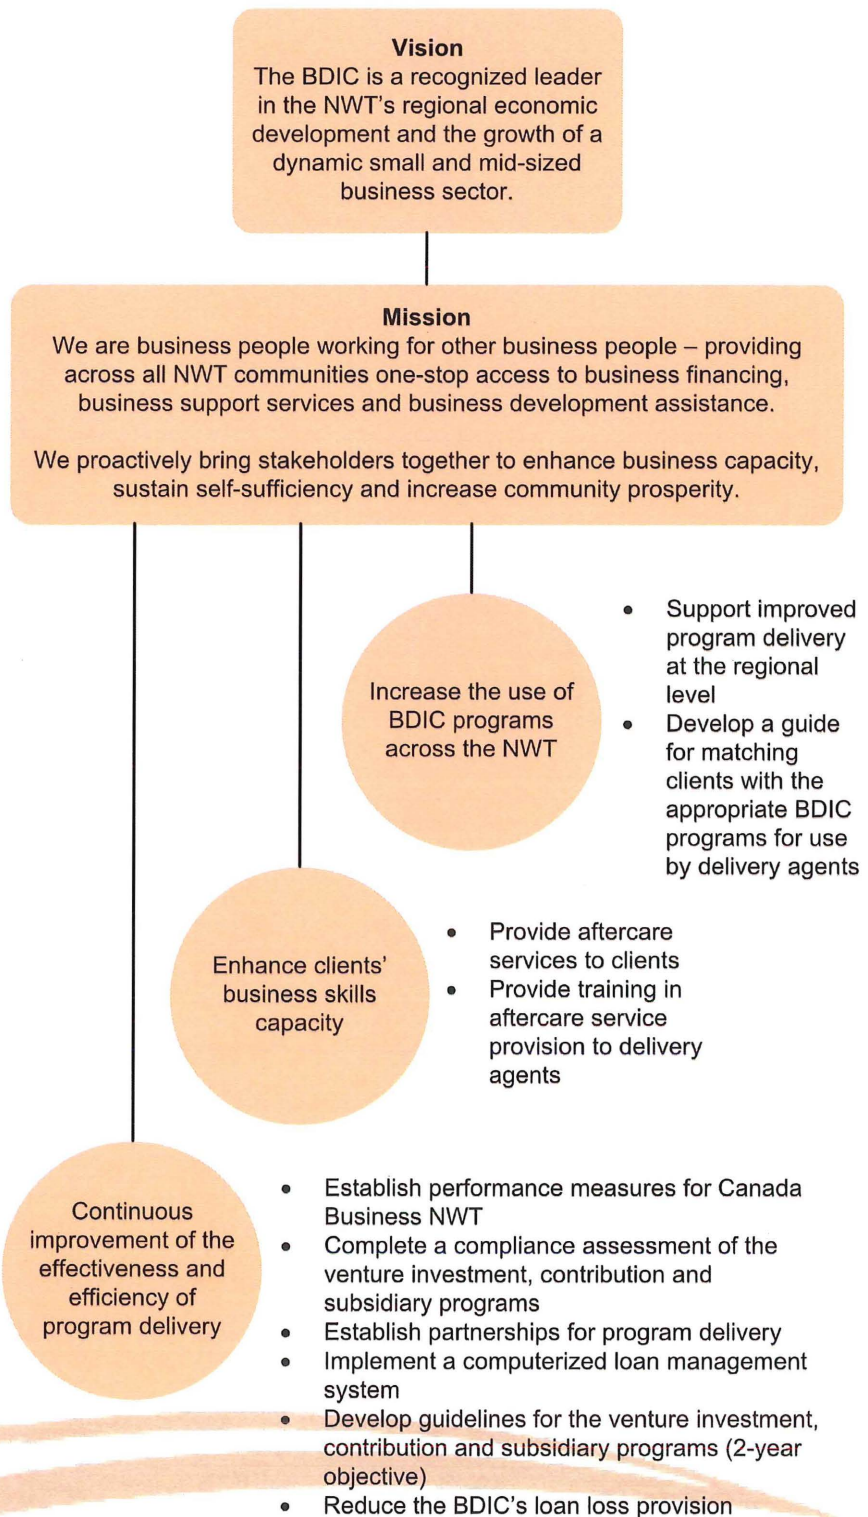 Vision
The BDIC is a recognized leader
in the NWT's regional economic
development and the growth of a
dynamic small and mid-sized
business sector.
Mission
We are business people working for other business people – providing
across all NWT communities one-stop access to business financing,
business support services and business development assistance.
We proactively bring stakeholders together to enhance business capacity,
sustain self-sufficiency and increase community prosperity.
Increase the use of
BDIC programs
across the NWT
• Support improved
program delivery
at the regional
level
• Develop a guide
for matching
clients with the
appropriate BDIC
programs for use
by delivery agents
Enhance clients'
business skills
capacity
• Provide aftercare
services to clients
• Provide training in
aftercare service
provision to delivery
agents
Continuous
improvement of the
effectiveness and
efficiency of
program delivery
• Establish performance measures for Canada
Business NWT
• Complete a compliance assessment of the
venture investment, contribution and
subsidiary programs
• Establish partnerships for program delivery
• Implement a computerized loan management
system
• Develop guidelines for the venture investment,
contribution and subsidiary programs (2-year
objective)
• Reduce the BDIC's loan loss provision